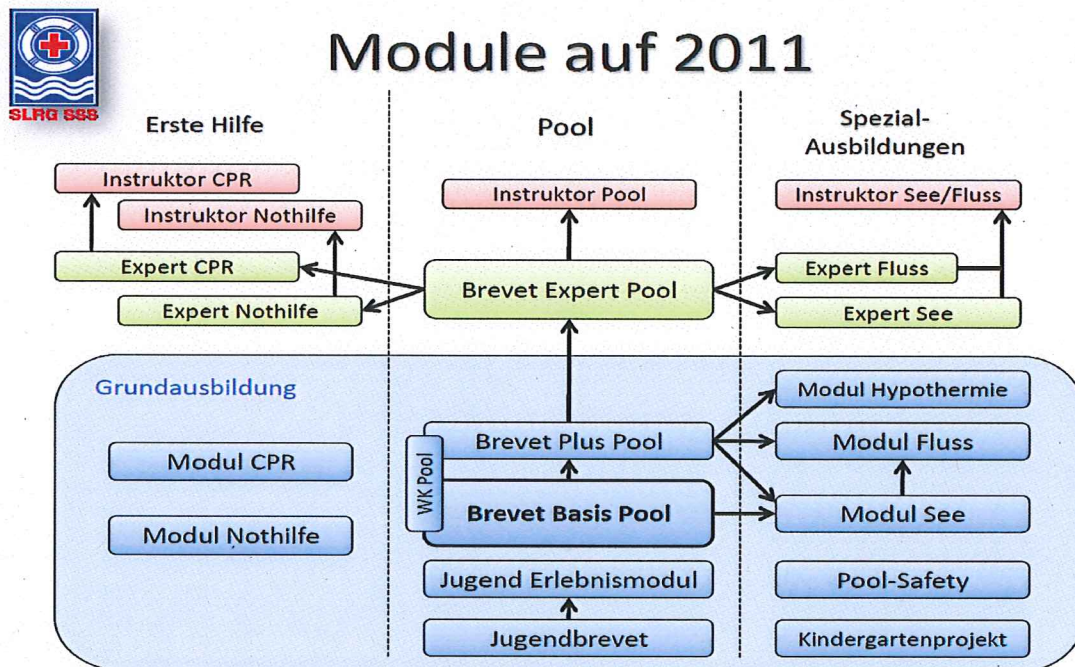 SLRG SSS
Module auf 2011
Erste Hilfe
Instruktor CPR
Instruktor Nothilfe
Expert CPR
Expert Nothilfe
Pool
Instruktor Pool
Brevet Expert Pool
Spezial-
Ausbildungen
Instruktor See/Fluss
Expert Fluss
Expert See
Grundausbildung
Modul CPR
Modul Nothilfe
WK Pool
Brevet Plus Pool
Brevet Basis Pool
Jugend Erlebnismodul
Jugendbrevet
Modul Hypothermie
Modul Fluss
Modul See
Pool-Safety
Kindergartenprojekt